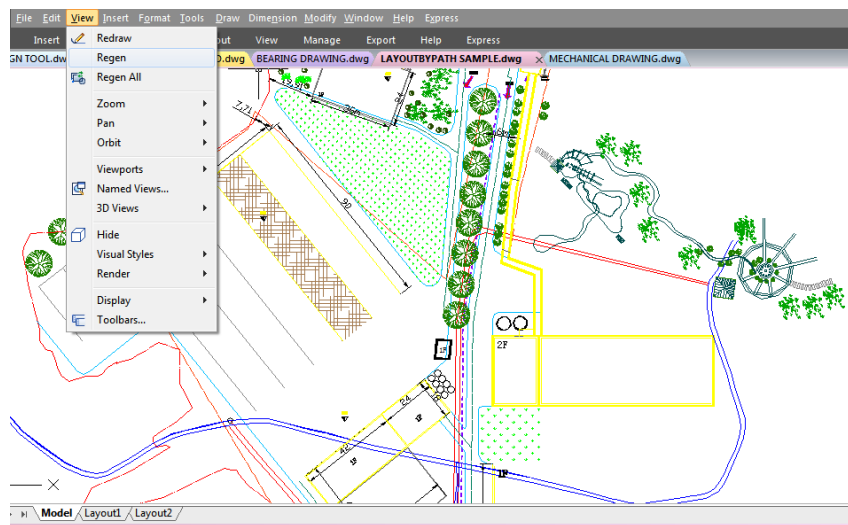 File Edit View Insert Format Tools Draw Dimension Modify Window Help Express
Insert out View Manage Export Help Express
GN TOOL.dw D.dwg BEARING DRAWING.dwg LAYOUTBYPATH SAMPLE.dwg × MECHANICAL DRAWING.dwg
Redraw
Regen
Regen All
Zoom
Pan
Orbit
Viewports
Named Views...
3D Views
Hide
Visual Styles
Render
Display
Toolbars...
7.71
90
2F
1F
24
1F
42
1F
1F
Model Layout1 Layout2